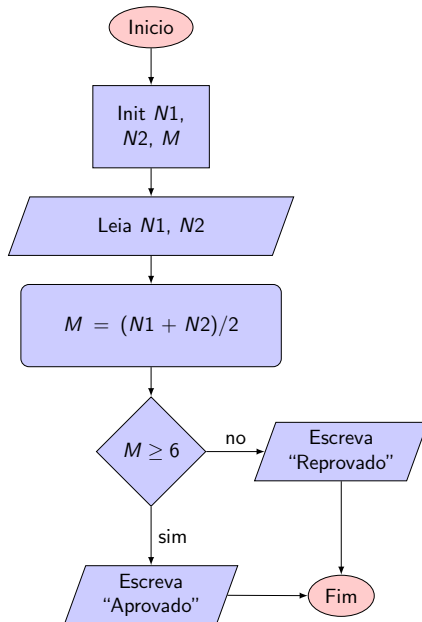 Inicio
Init N1,
N2, M
Leia N1, N2
M = (N1 + N2)/2
M ≥ 6
no
Escreva
“Reprovado”
sim
Escreva
“Aprovado”
Fim